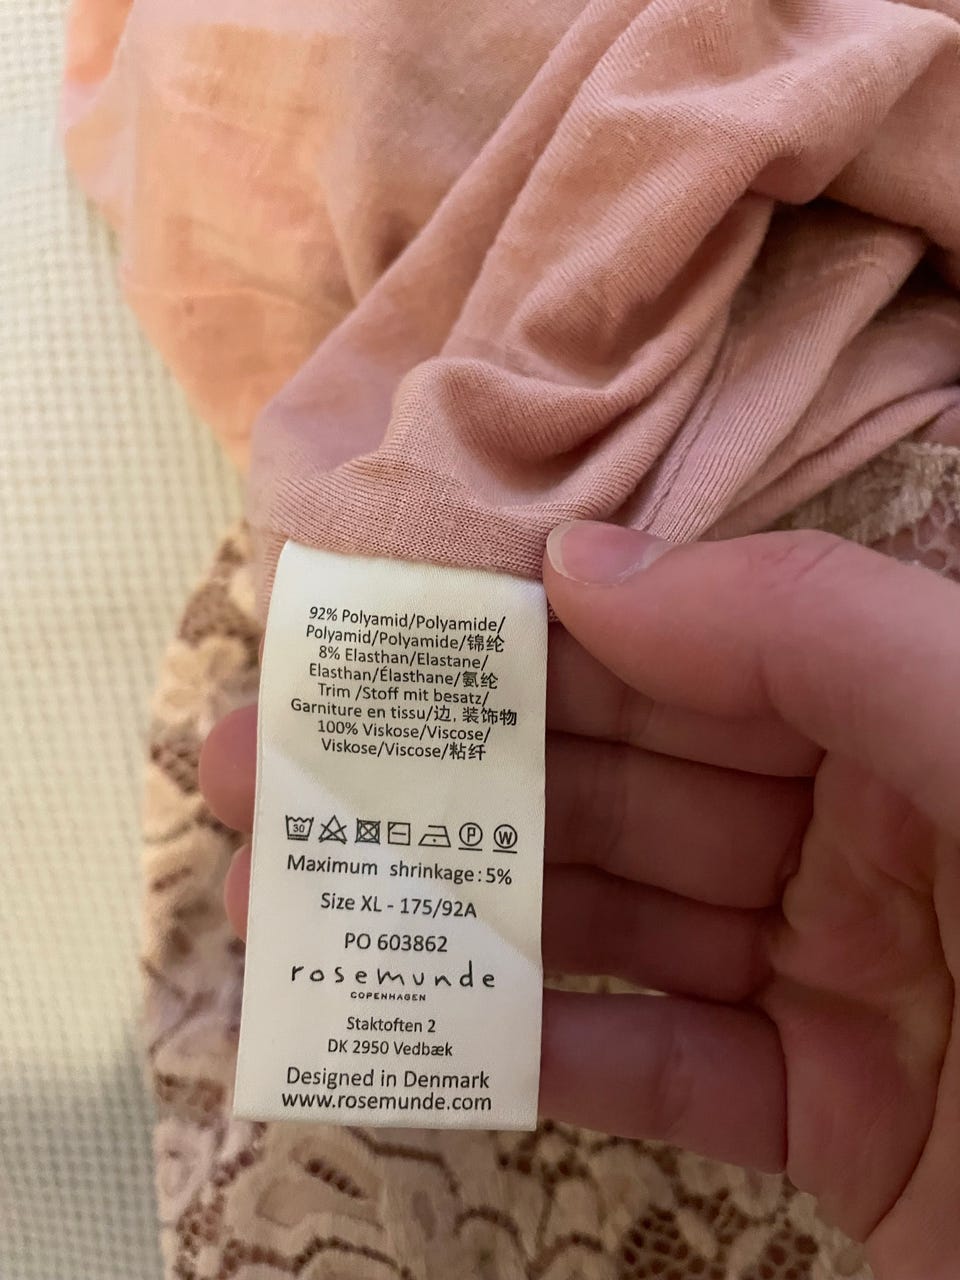 92% Polyamid/Polyamide/
Polyamid/Polyamide/锦纶
8% Elasthan/Elastane/
Elasthan/Élasthane/氨纶
Trim /Stoff mit besatz/
Garniture en tissu/边, 装饰物
100% Viskose/Viscose/
Viskose/Viscose/粘纤
30 P W
Maximum shrinkage:5%
Size XL - 175/92A
PO 603862
rosemunde
COPENHAGEN
Staktoften 2
DK 2950 Vedbæk
Designed in Denmark
www.rosemunde.com